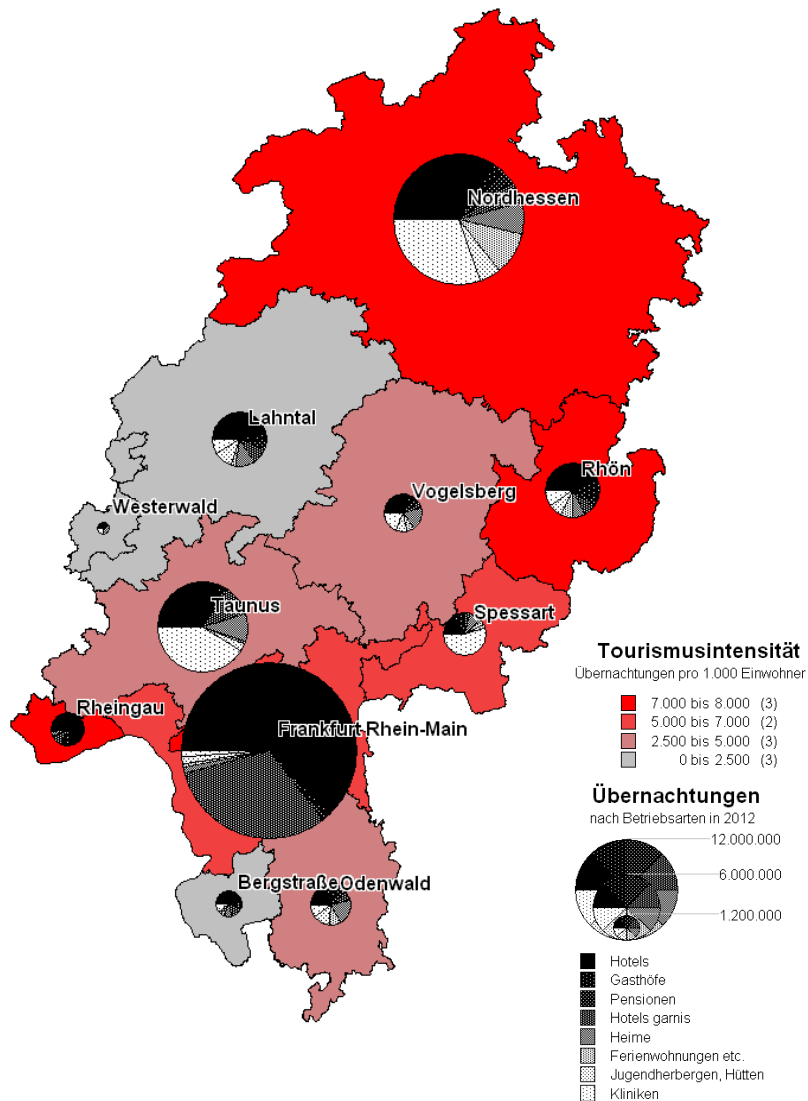 Nordhessen
Lahntal
Rhön
Vogelsberg
Westerwald
Taunus
Spessart
Rheingau
Frankfurt-Rhein-Main
Bergstraße
Odenwald
Tourismusintensität
Übernachtungen pro 1.000 Einwohner
7.000 bis 8.000 (3)
5.000 bis 7.000 (2)
2.500 bis 5.000 (3)
0 bis 2.500 (3)
Übernachtungen
nach Betriebsarten in 2012
12.000.000
6.000.000
1.200.000
Hotels
Gasthöfe
Pensionen
Hotels garnis
Heime
Ferienwohnungen etc.
Jugendherbergen, Hütten
Kliniken